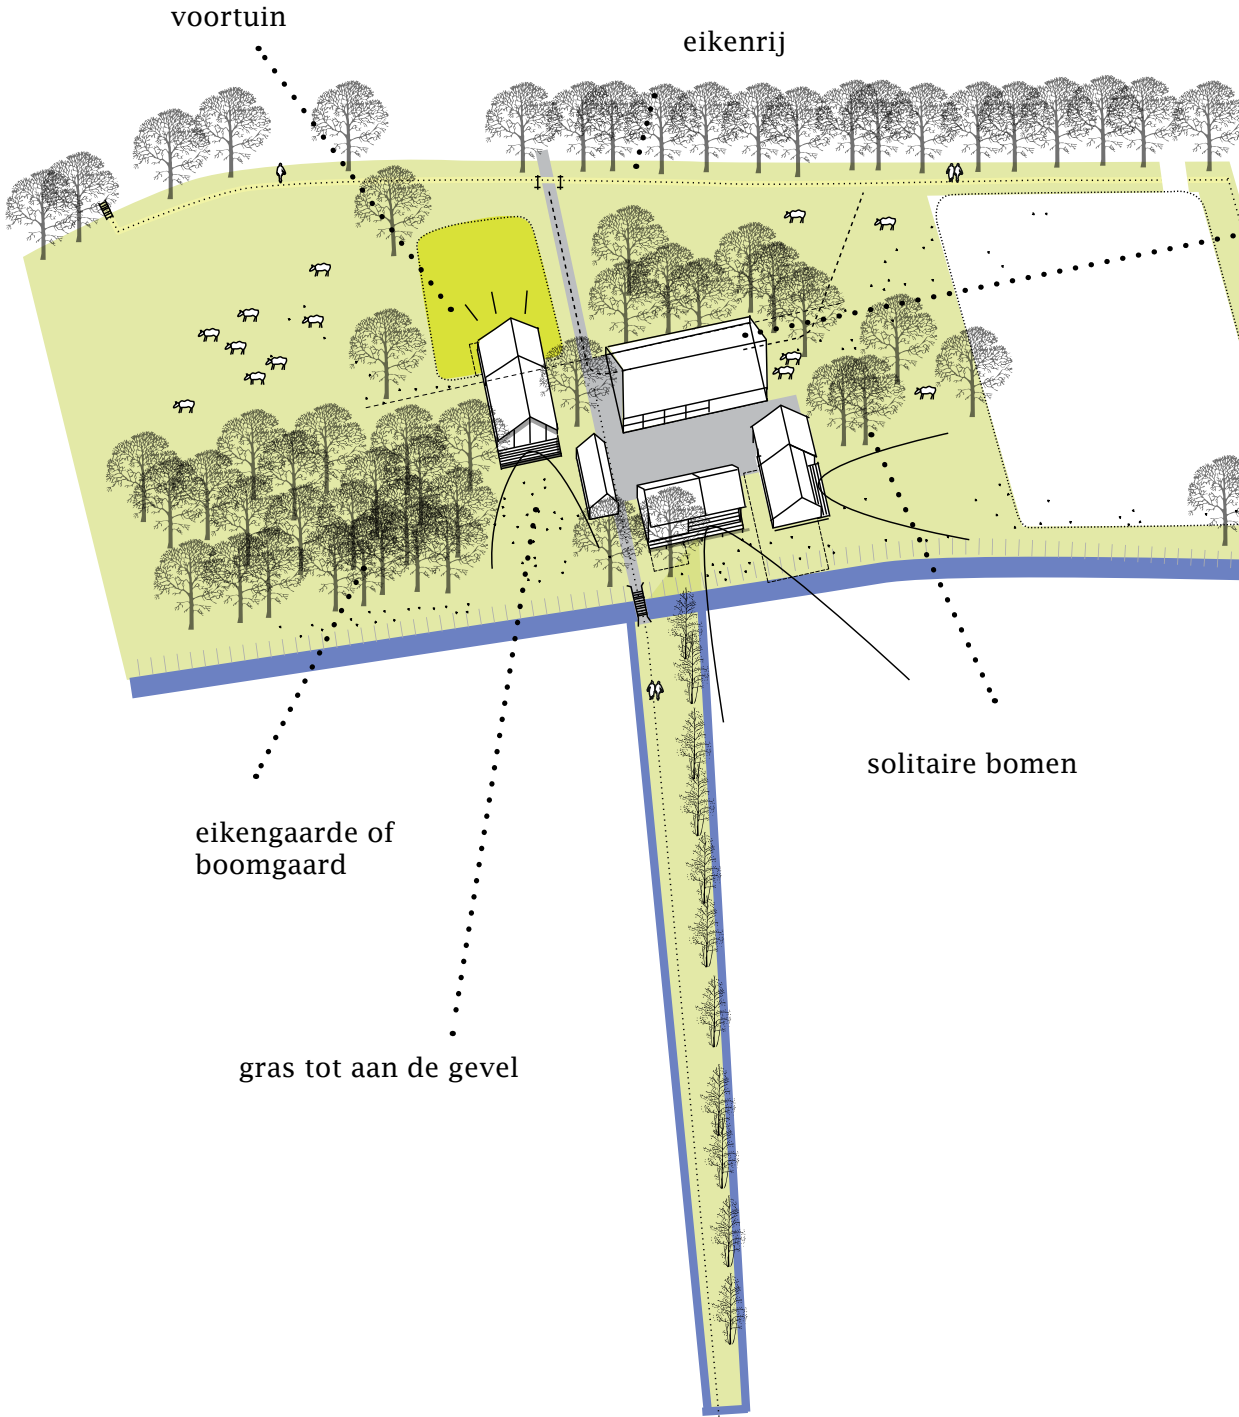 voortuin
eikenrij
solitaire bomen
eikengaarde of
boomgaard
gras tot aan de gevel